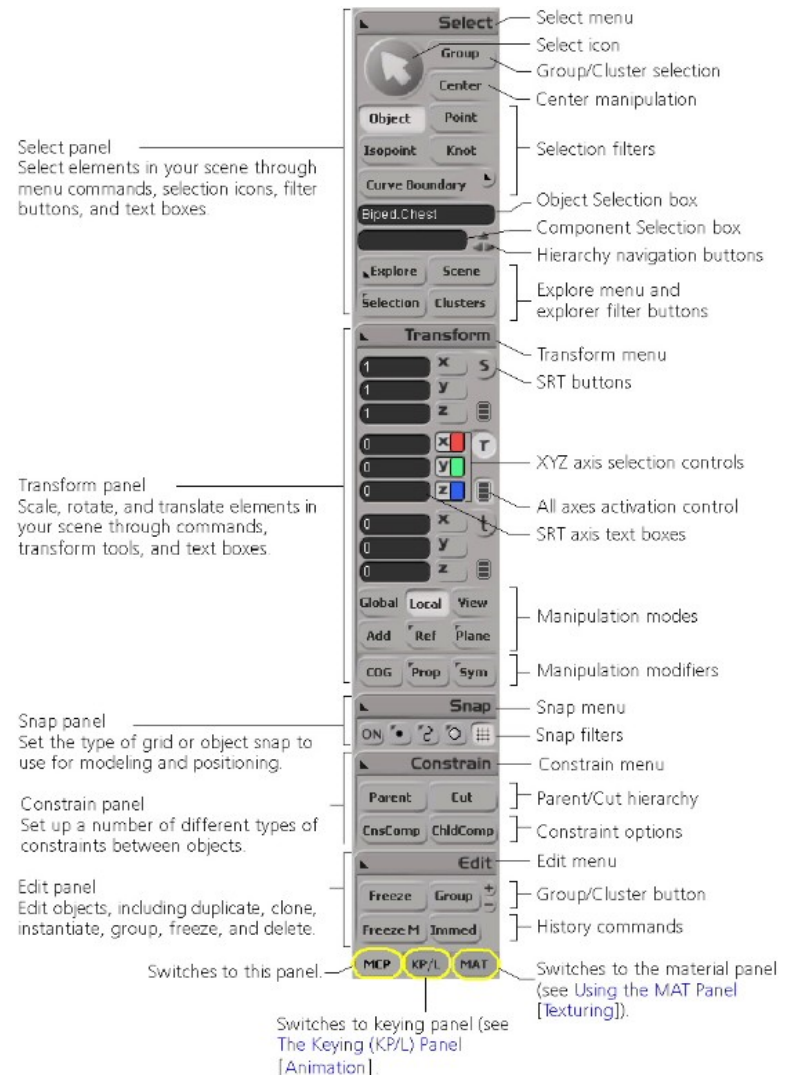 Select
Select menu
Select icon
Group
Group/Cluster selection
Center
Center manipulation
Object
Point
Isopoint
Knot
Curve Boundary
Selection filters
Select panel
Select elements in your scene through
menu commands, selection icons, filter
buttons, and text boxes.
Biped.Chest
Object Selection box
Component Selection box
Hierarchy navigation buttons
Explore
Scene
Selection
Clusters
Explore menu and
explorer filter buttons
Transform
Transform menu
1 x s
SRT buttons
1 y
1 z
0 x r
0 y
0 z
XYZ axis selection controls
All axes activation control
SRT axis text boxes
0 x t
0 y
0 z
Transform panel
Scale, rotate, and translate elements in
your scene through commands,
transform tools, and text boxes.
Global Local View
Add Ref Plane
Manipulation modes
COG Prop Sym
Manipulation modifiers
Snap
Snap menu
ON
Snap filters
Snap panel
Set the type of grid or object snap to
use for modeling and positioning.
Constrain
Constrain menu
Parent Cut
Parent/Cut hierarchy
CnsComp ChldComp
Constraint options
Constrain panel
Set up a number of different types of
constraints between objects.
Edit
Edit menu
Freeze Group + -
Group/Cluster button
Freeze M Immed
History commands
Edit panel
Edit objects, including duplicate, clone,
instantiate, group, freeze, and delete.
MCP KP/L MAT
Switches to this panel.
Switches to the material panel
(see Using the MAT Panel
[Texturing]).
Switches to keying panel (see
The Keying (KP/L) Panel
[Animation].